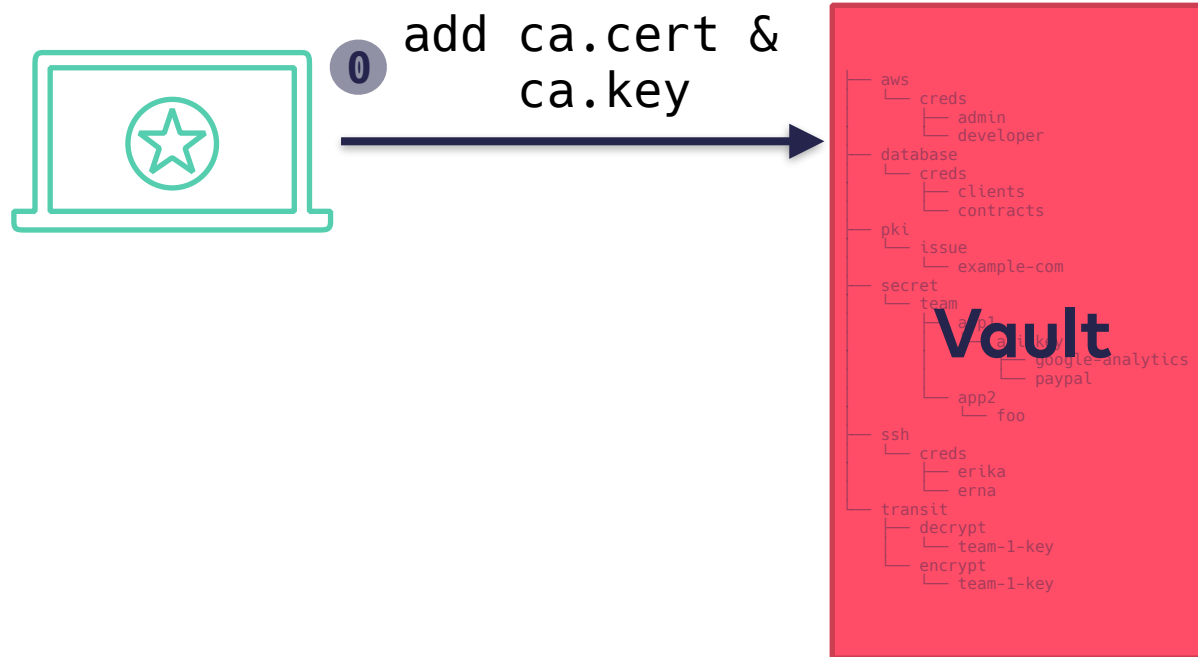 0
add ca.cert &
ca.key
aws
creds
admin
developer
database
creds
clients
contracts
pki
issue
example-com
secret
team
app1
Vault
google-analytics
paypal
app2
foo
ssh
creds
erika
erna
transit
decrypt
team-1-key
encrypt
team-1-key